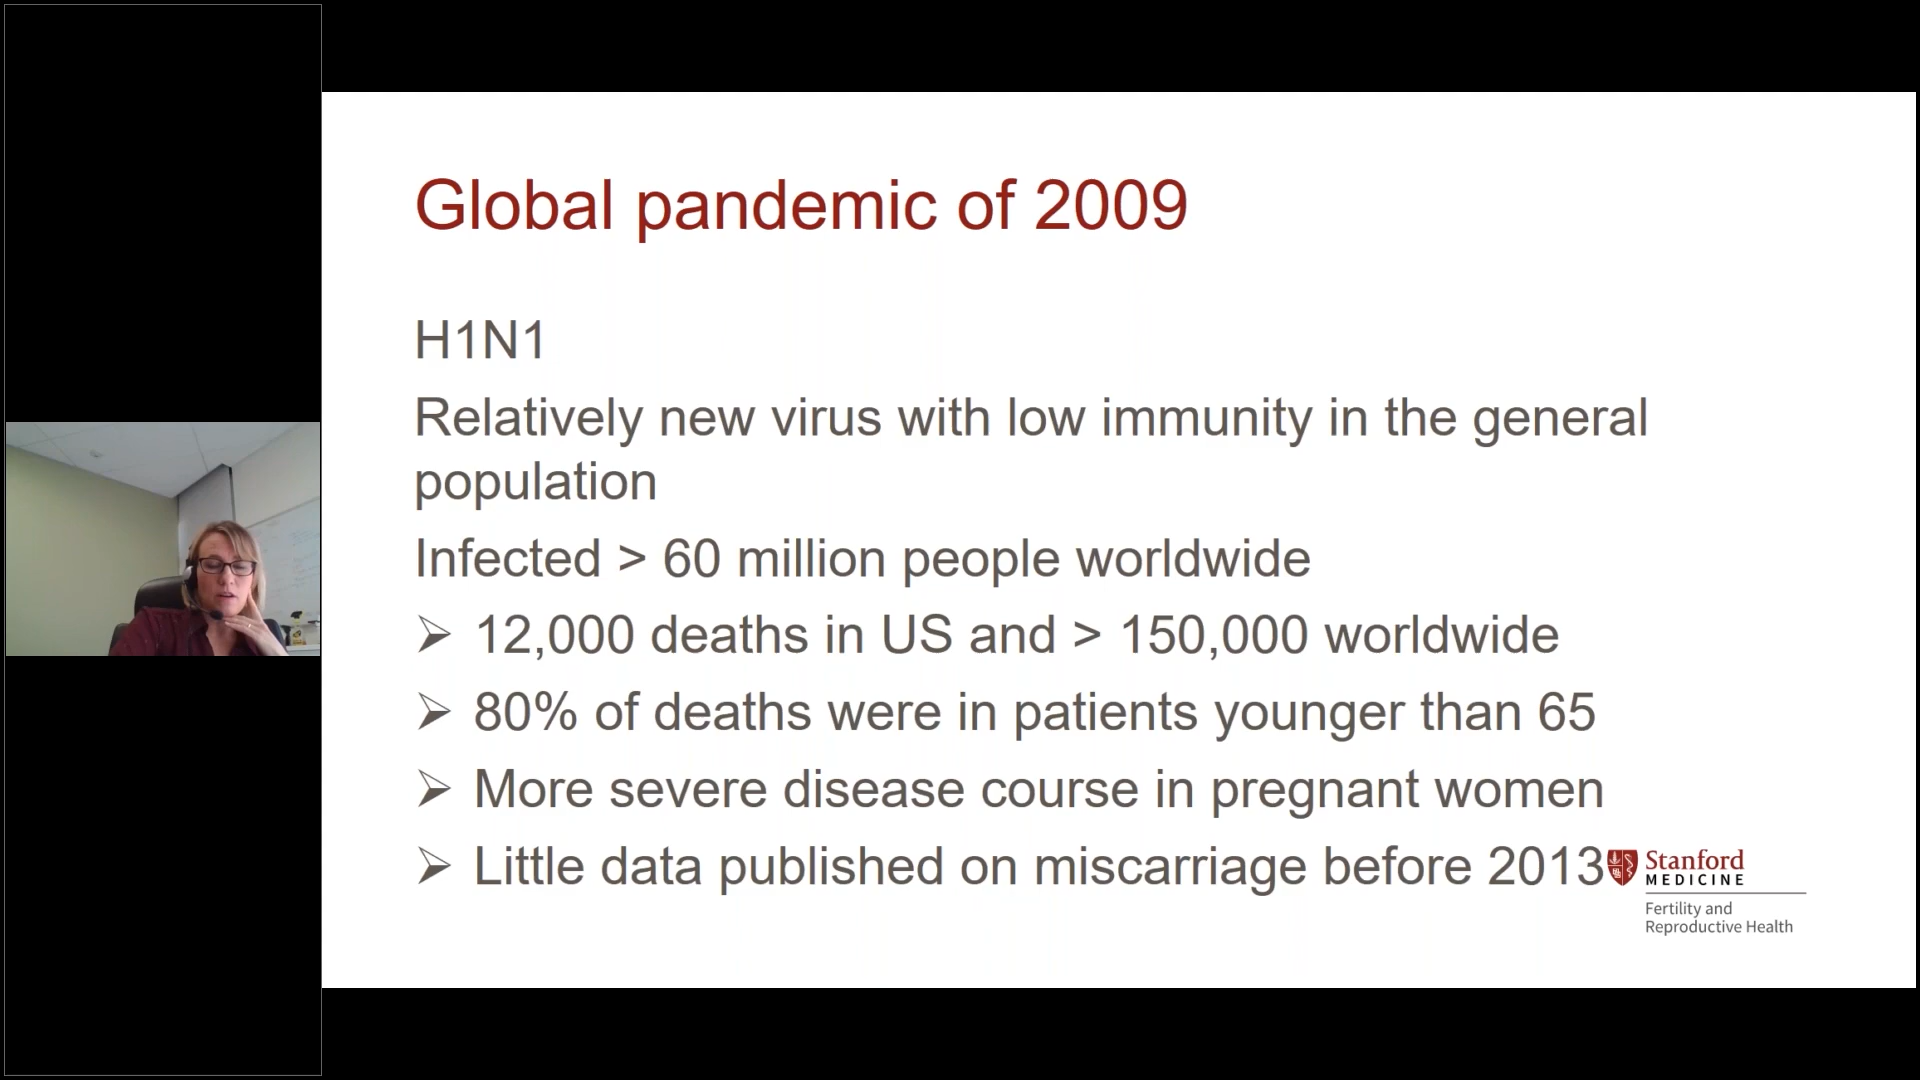 Global pandemic of 2009
H1N1
Relatively new virus with low immunity in the general
population
Infected > 60 million people worldwide
➢ 12,000 deaths in US and > 150,000 worldwide
➢ 80% of deaths were in patients younger than 65
➢ More severe disease course in pregnant women
➢ Little data published on miscarriage before 2013
Stanford
MEDICINE
Fertility and
Reproductive Health